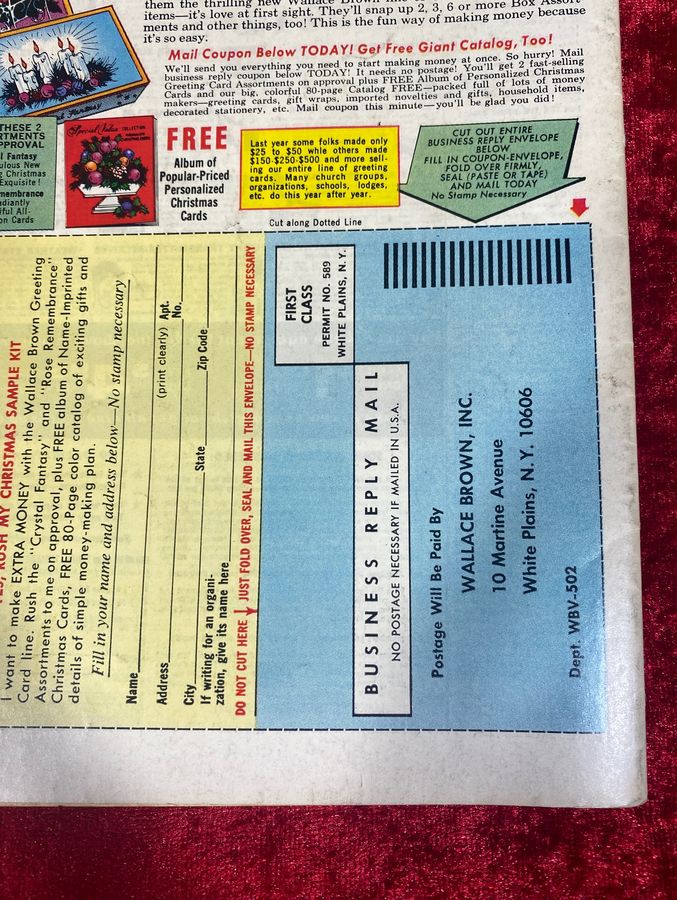 them the thrilling new Wallace Brown
items—it's love at first sight. They'll snap up 2, 3, 6 or more Box Assort-
ments and other things, too! This is the fun way of making money because
it's so easy.
Mail Coupon Below TODAY! Get Free Giant Catalog, Too!
We'll send you everything you need to start making money at once. So hurry! Mail
business reply coupon below TODAY! It needs no postage! You'll get 2 fast-selling
Greeting Card Assortments on approval plus FREE Album of Personalized Christmas
Cards and our big, colorful 80-page Catalog FREE—packed full of lots of money
makers—greeting cards, gift wraps, imported novelties and gifts, household items,
decorated stationery, etc. Mail coupon this minute—you'll be glad you did!
THESE 2
RTMENTS
PPROVAL
l Fantasy
ulous New
g Christmas
Exquisite!
membrance
adiantly
iful All-
on Cards
Special Value COLLECTION
FREE
Album of
Popular-Priced
Personalized
Christmas
Cards
Last year some folks made only
$25 to $50 while others made
$150-$250-$500 and more sell-
ing our entire line of greeting
cards. Many church groups,
organizations, schools, lodges,
etc. do this year after year.
CUT OUT ENTIRE
BUSINESS REPLY ENVELOPE
BELOW
FILL IN COUPON-ENVELOPE,
FOLD OVER FIRMLY,
SEAL (PASTE OR TAPE)
AND MAIL TODAY
No Stamp Necessary
Cut along Dotted Line
YES, RUSH MY CHRISTMAS SAMPLE KIT
I want to make EXTRA MONEY with the Wallace Brown Greeting
Card line. Rush the "Crystal Fantasy" and "Rose Remembrance"
Assortments to me on approval, plus FREE album of Name-Imprinted
Christmas Cards, FREE 80-Page color catalog of exciting gifts and
details of simple money-making plan.
Fill in your name and address below—No stamp necessary
Name
(print clearly) Apt.
Address No.
City State Zip Code
If writing for an organi-
zation, give its name here
DO NOT CUT HERE JUST FOLD OVER, SEAL AND MAIL THIS ENVELOPE—NO STAMP NECESSARY
FIRST
CLASS
PERMIT NO. 589
WHITE PLAINS, N.Y.
BUSINESS REPLY MAIL
NO POSTAGE NECESSARY IF MAILED IN U.S.A.
Postage Will Be Paid By
WALLACE BROWN, INC.
10 Martine Avenue
White Plains, N.Y. 10606
Dept. WBV-502